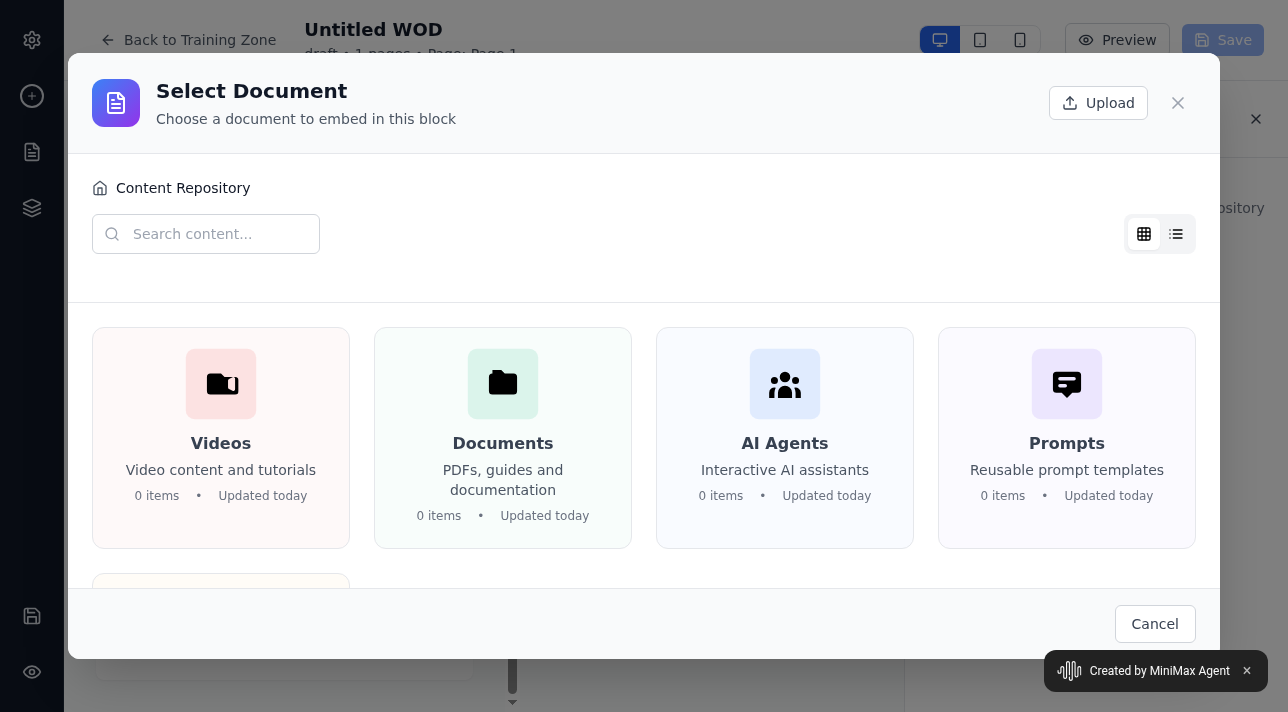 Back to Training Zone
Untitled WOD
draft • 1 pages • Page: Page 1
Preview
Save
Select Document
Choose a document to embed in this block
Upload
Content Repository
Search content...
Videos
Video content and tutorials
0 items • Updated today
Documents
PDFs, guides and
documentation
0 items • Updated today
AI Agents
Interactive AI assistants
0 items • Updated today
Prompts
Reusable prompt templates
0 items • Updated today
Cancel
Created by MiniMax Agent